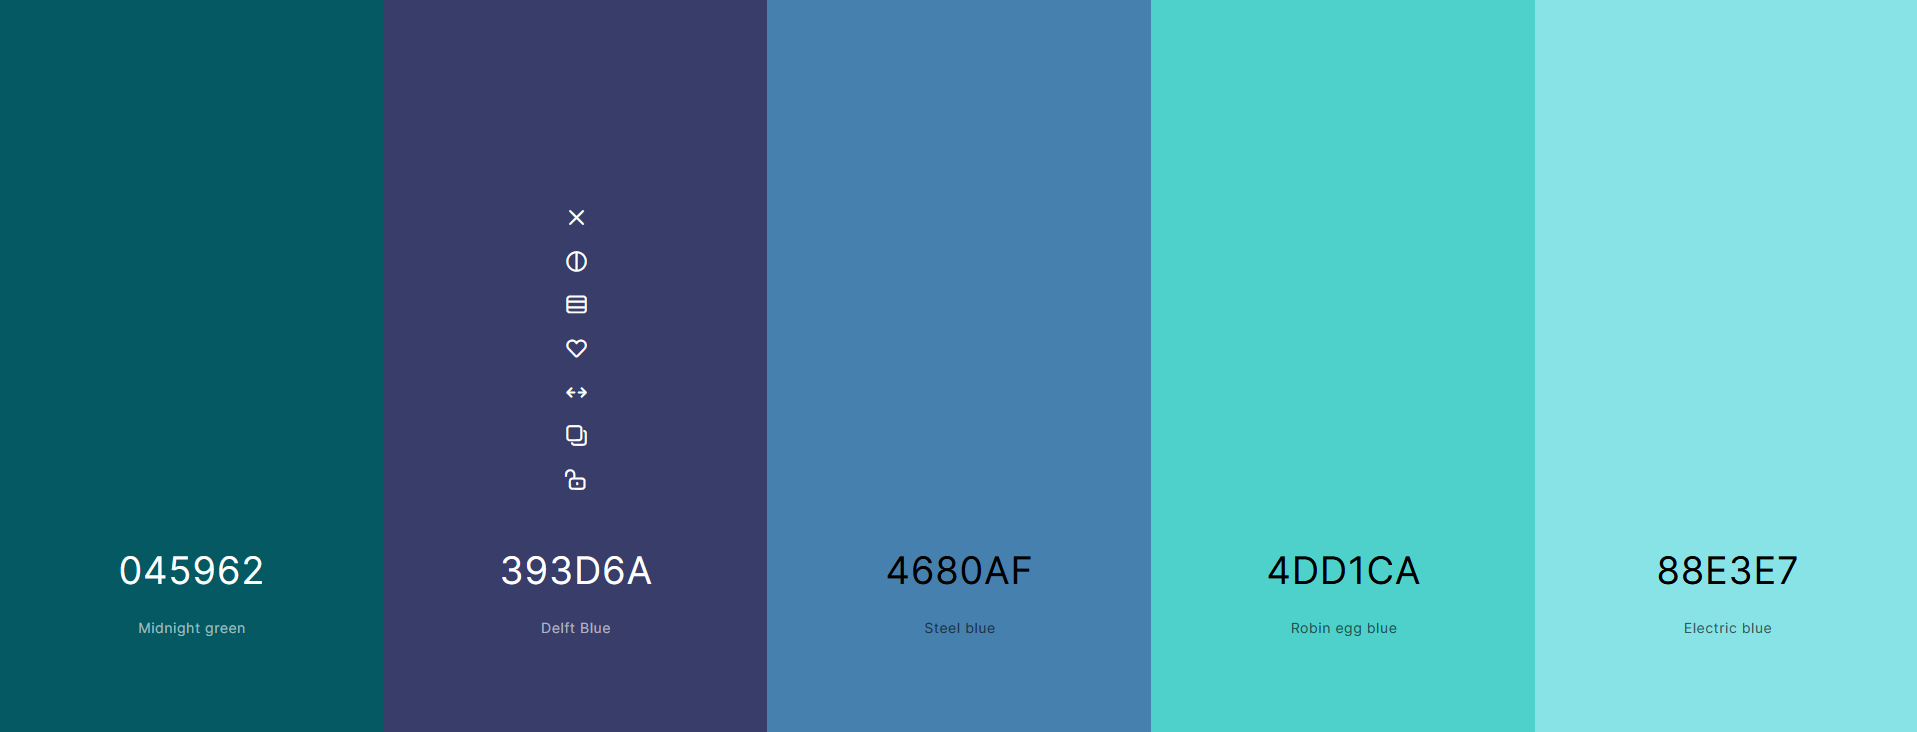 045962
Midnight green
393D6A
Delft Blue
4680AF
Steel blue
4DD1CA
Robin egg blue
88E3E7
Electric blue